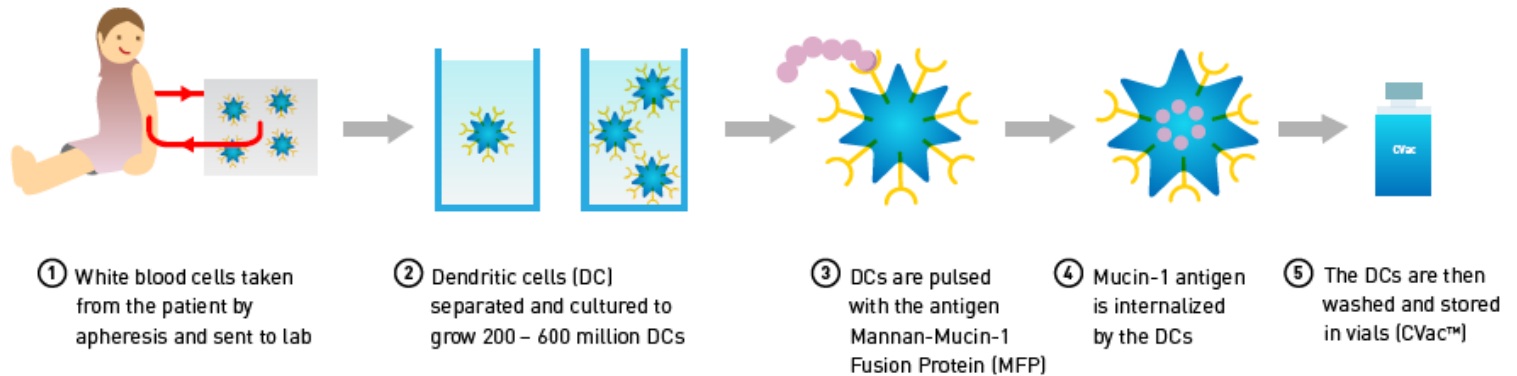 CVac
1 White blood cells taken
from the patient by
apheresis and sent to lab
2 Dendritic cells (DC)
separated and cultured to
grow 200 – 600 million DCs
3 DCs are pulsed
with the antigen
Mannan-Mucin-1
Fusion Protein (MFP)
4 Mucin-1 antigen
is internalized
by the DCs
5 The DCs are then
washed and stored
in vials (CVac™)